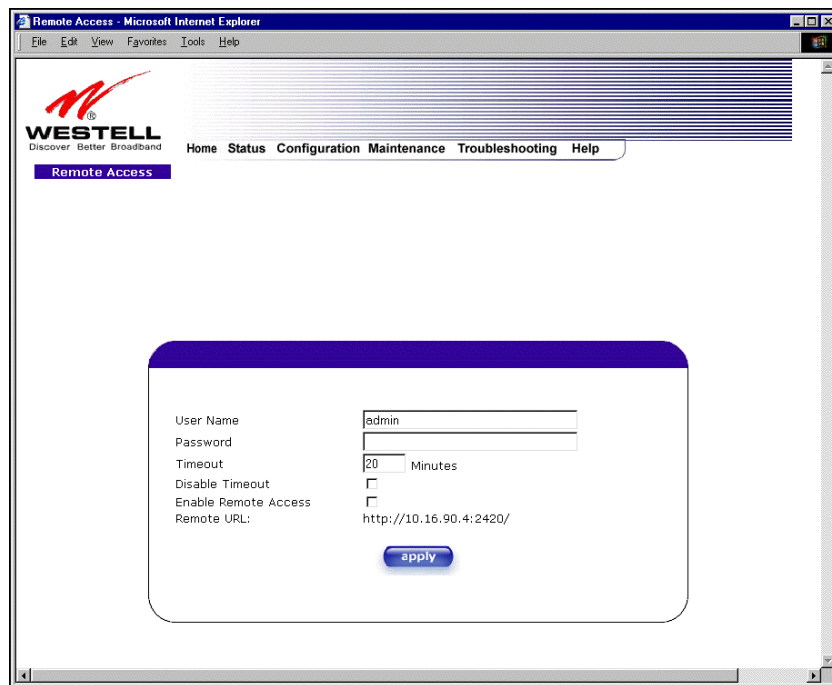 Remote Access - Microsoft Internet Explorer
File Edit View Favorites Tools Help
WESTELL
Discover Better Broadband
Home Status Configuration Maintenance Troubleshooting Help
Remote Access
User Name admin
Password
Timeout 20 Minutes
Disable Timeout
Enable Remote Access
Remote URL: http://10.16.90.4:2420/
apply